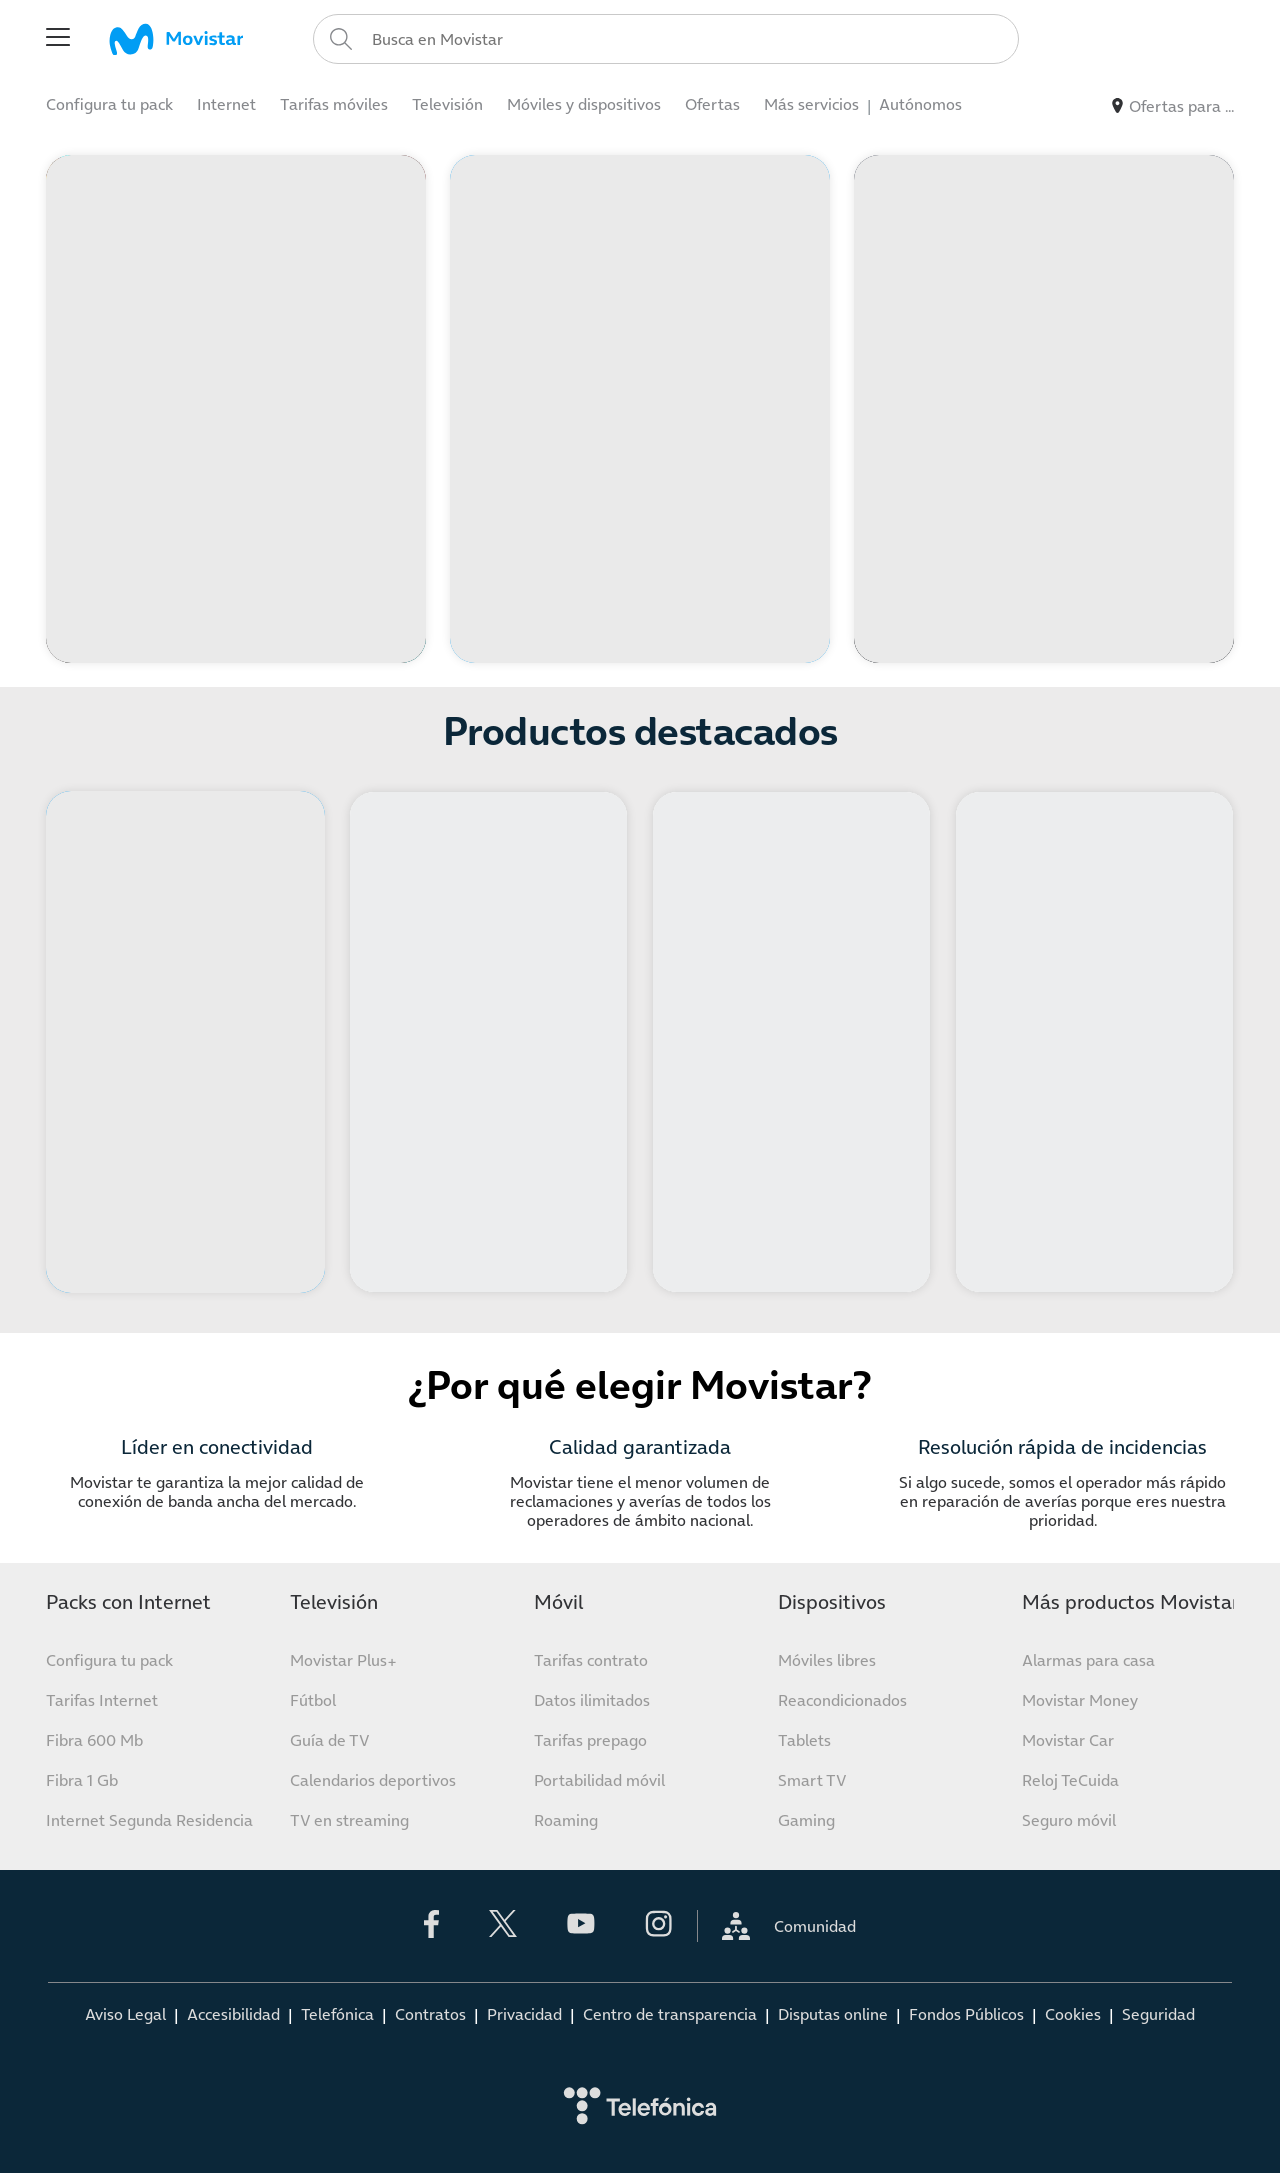 Movistar
Busca en Movistar
Configura tu pack
Internet
Tarifas móviles
Televisión
Móviles y dispositivos
Ofertas
Más servicios | Autónomos
Ofertas para ...
Productos destacados
¿Por qué elegir Movistar?
Líder en conectividad
Movistar te garantiza la mejor calidad de
conexión de banda ancha del mercado.
Calidad garantizada
Movistar tiene el menor volumen de
reclamaciones y averías de todos los
operadores de ámbito nacional.
Resolución rápida de incidencias
Si algo sucede, somos el operador más rápido
en reparación de averías porque eres nuestra
prioridad.
Packs con Internet
Configura tu pack
Tarifas Internet
Fibra 600 Mb
Fibra 1 Gb
Internet Segunda Residencia
Televisión
Movistar Plus+
Fútbol
Guía de TV
Calendarios deportivos
TV en streaming
Móvil
Tarifas contrato
Datos ilimitados
Tarifas prepago
Portabilidad móvil
Roaming
Dispositivos
Móviles libres
Reacondicionados
Tablets
Smart TV
Gaming
Más productos Movistar
Alarmas para casa
Movistar Money
Movistar Car
Reloj TeCuida
Seguro móvil
Comunidad
Aviso Legal | Accesibilidad | Telefónica | Contratos | Privacidad | Centro de transparencia | Disputas online | Fondos Públicos | Cookies | Seguridad
Telefónica